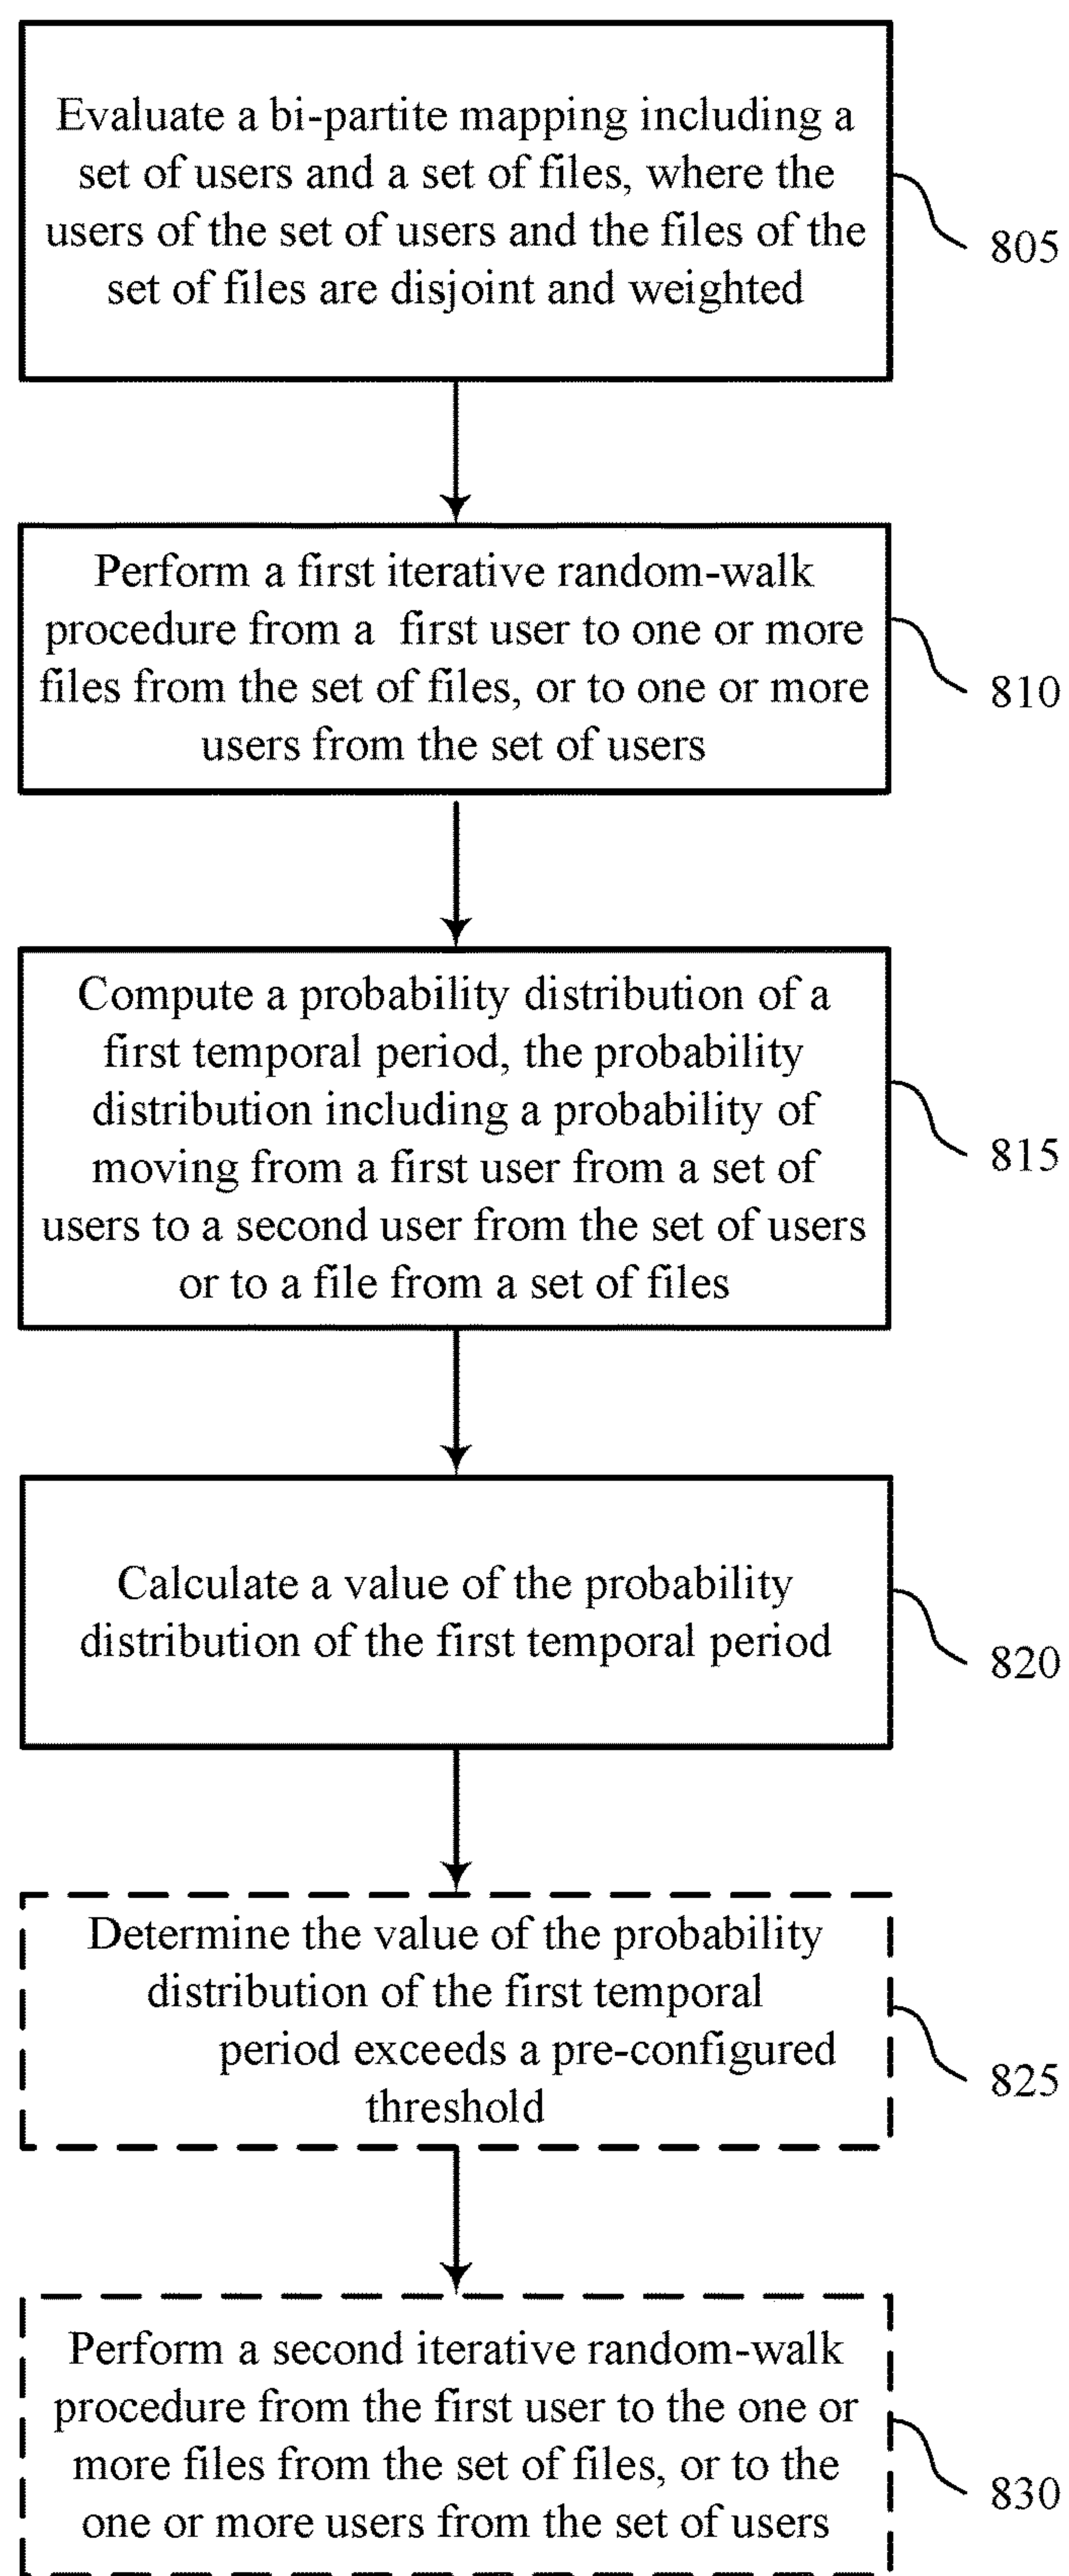 Evaluate a bi-partite mapping including a
set of users and a set of files, where the
users of the set of users and the files of the
set of files are disjoint and weighted
805
Perform a first iterative random-walk
procedure from a first user to one or more
files from the set of files, or to one or more
users from the set of users
810
Compute a probability distribution of a
first temporal period, the probability
distribution including a probability of
moving from a first user from a set of
users to a second user from the set of users
or to a file from a set of files
815
Calculate a value of the probability
distribution of the first temporal period
820
Determine the value of the probability
distribution of the first temporal
period exceeds a pre-configured
threshold
825
Perform a second iterative random-walk
procedure from the first user to the one or
more files from the set of files, or to the
one or more users from the set of users
830